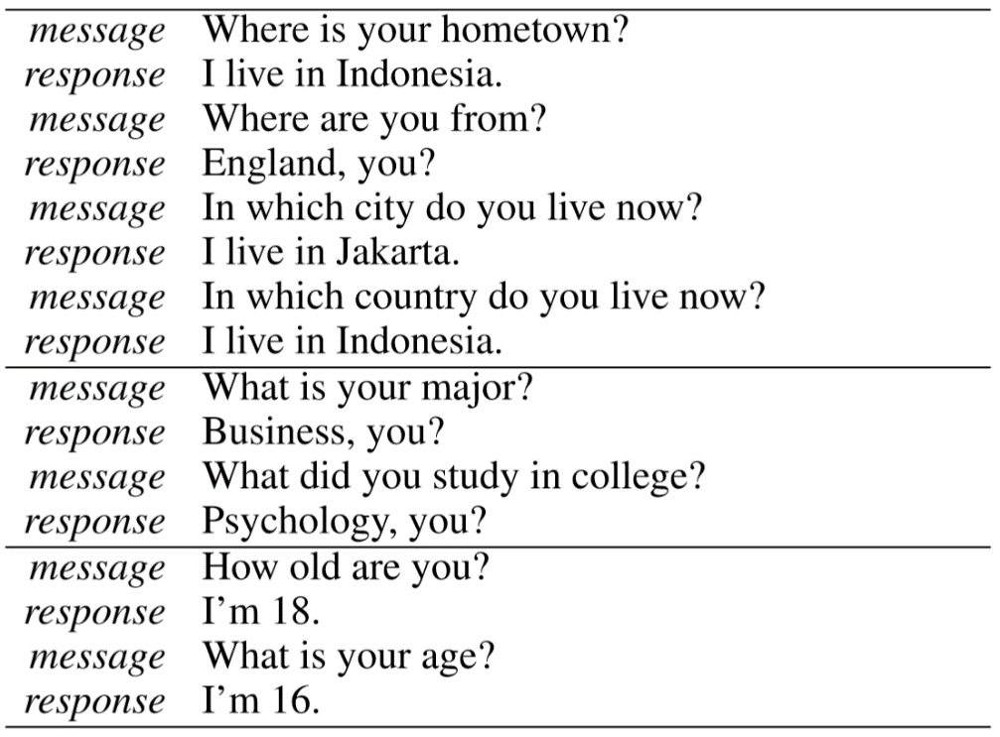 message Where is your hometown?
response I live in Indonesia.
message Where are you from?
response England, you?
message In which city do you live now?
response I live in Jakarta.
message In which country do you live now?
response I live in Indonesia.
message What is your major?
response Business, you?
message What did you study in college?
response Psychology, you?
message How old are you?
response I'm 18.
message What is your age?
response I'm 16.